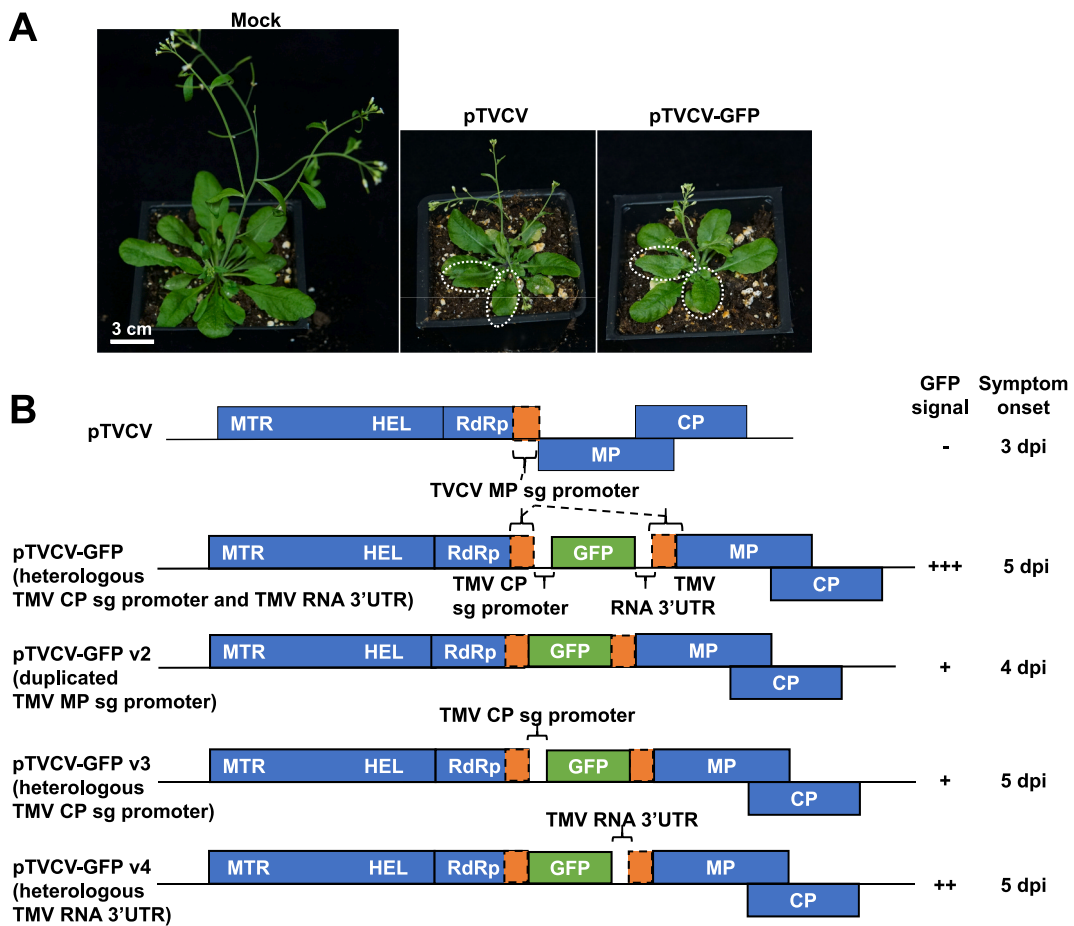 A
Mock
pTVCV
pTVCV-GFP
3 cm
B
GFP signal
Symptom onset
pTVCV
MTR HEL RdRp CP
MP
- 3 dpi
TVCV MP sg promoter
pTVCV-GFP
(heterologous
TMV CP sg promoter and TMV RNA 3'UTR)
MTR HEL RdRp GFP MP
CP
TMV CP
sg promoter
TMV
RNA 3'UTR
+++ 5 dpi
pTVCV-GFP v2
(duplicated
TMV MP sg promoter)
MTR HEL RdRp GFP MP
CP
+ 4 dpi
TMV CP sg promoter
pTVCV-GFP v3
(heterologous
TMV CP sg promoter)
MTR HEL RdRp GFP MP
CP
+ 5 dpi
TMV RNA 3'UTR
pTVCV-GFP v4
(heterologous
TMV RNA 3'UTR)
MTR HEL RdRp GFP MP
CP
++ 5 dpi